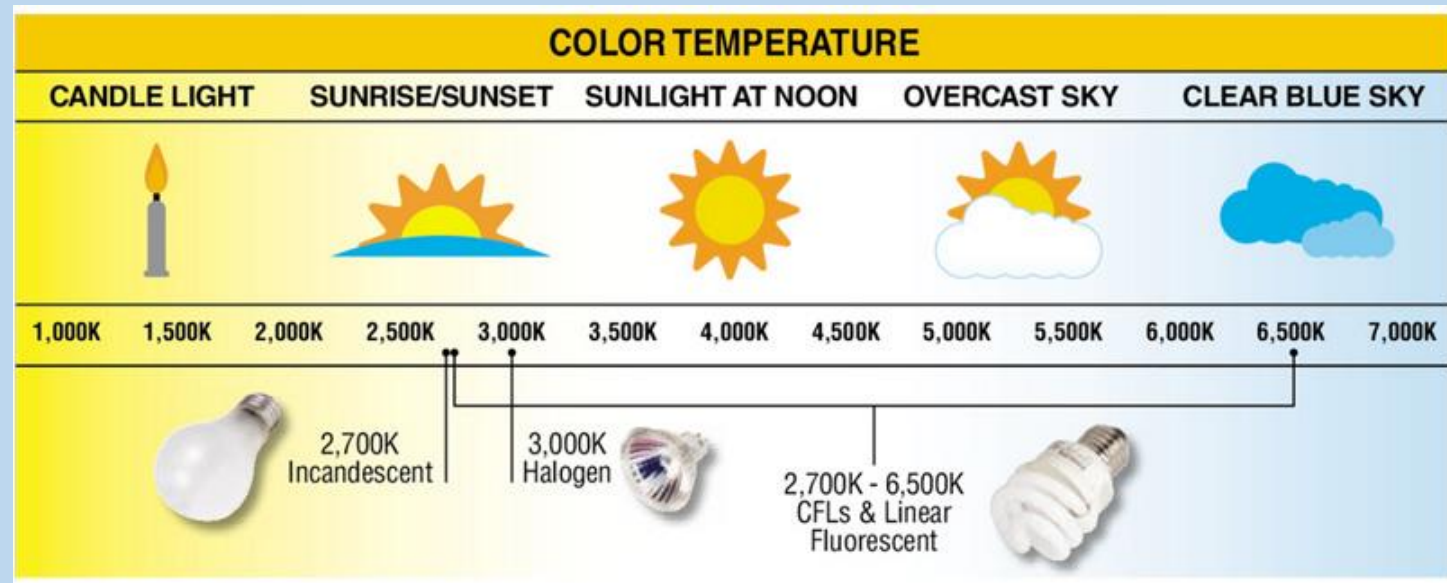 COLOR TEMPERATURE
CANDLE LIGHT SUNRISE/SUNSET SUNLIGHT AT NOON OVERCAST SKY CLEAR BLUE SKY
1,000K 1,500K 2,000K 2,500K 3,000K 3,500K 4,000K 4,500K 5,000K 5,500K 6,000K 6,500K 7,000K
2,700K
Incandescent
3,000K
Halogen
2,700K - 6,500K
CFLs & Linear
Fluorescent